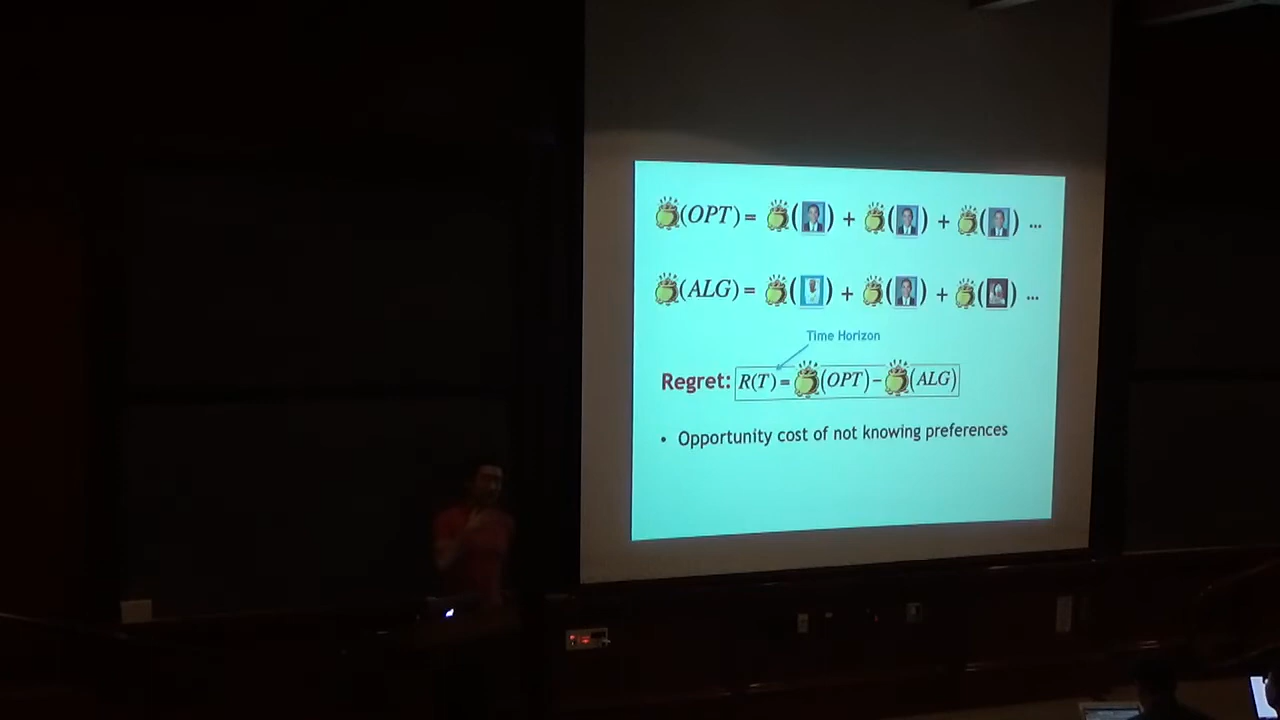 (OPT) = ( ) + ( ) + ( ) ...
(ALG) = ( ) + ( ) + ( ) ...
Time Horizon
Regret: R(T) = (OPT) – (ALG)
• Opportunity cost of not knowing preferences